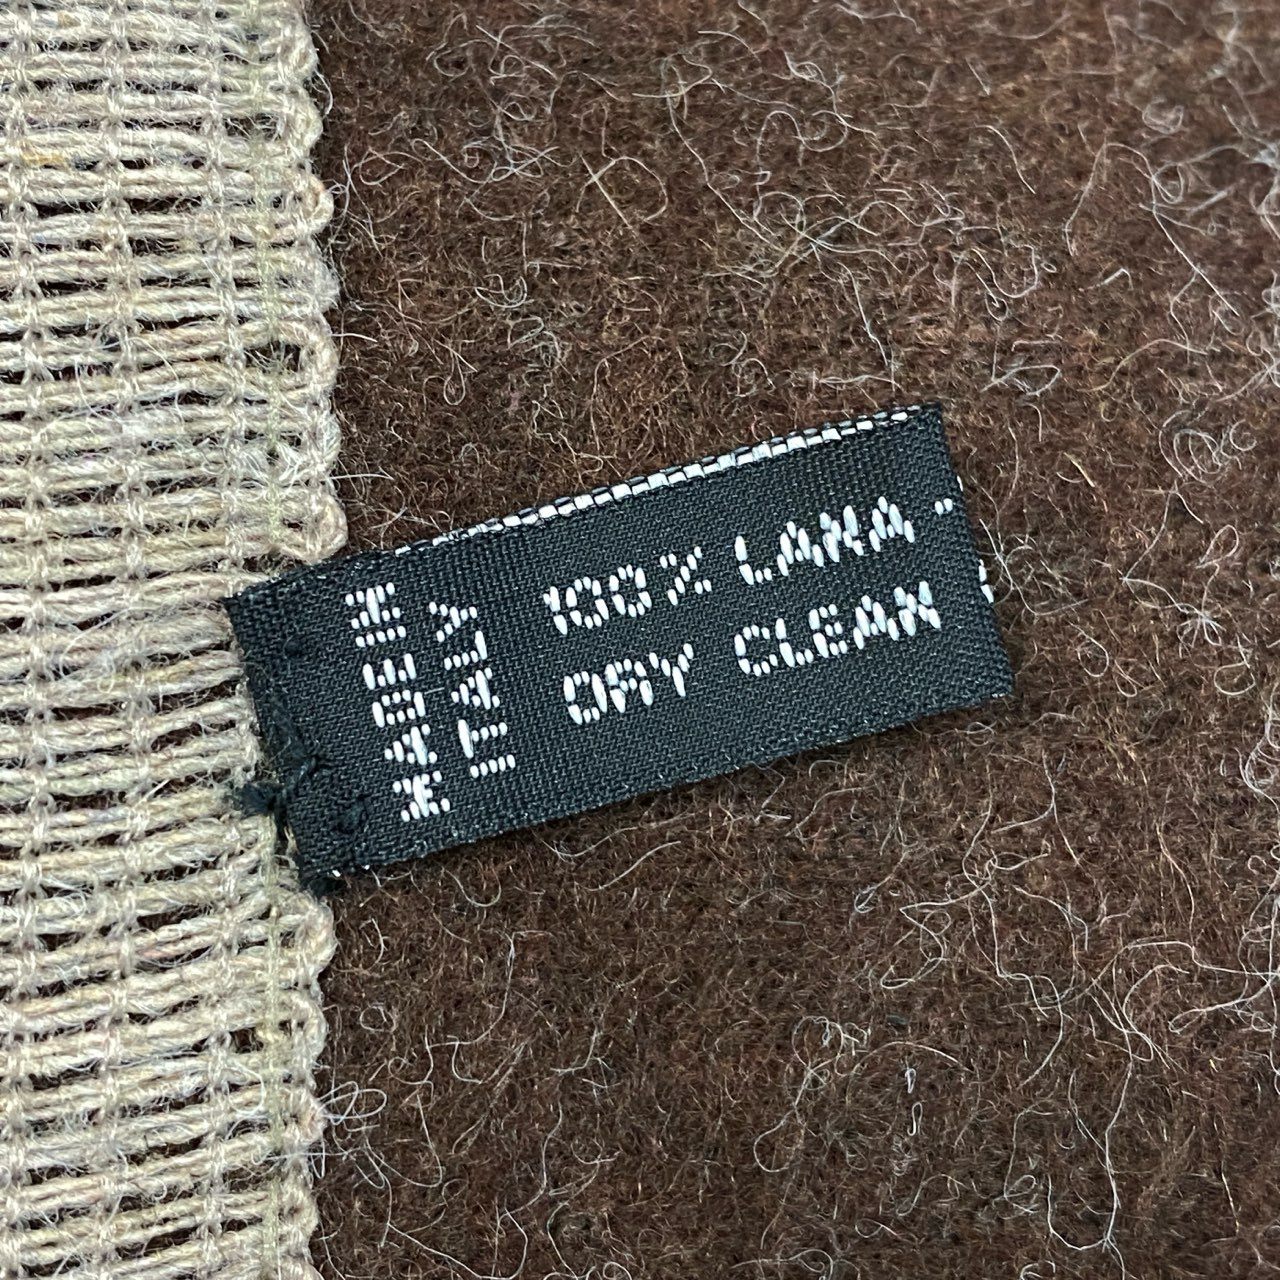 MADE IN
ITALY
100% LANA -
DRY CLEAN